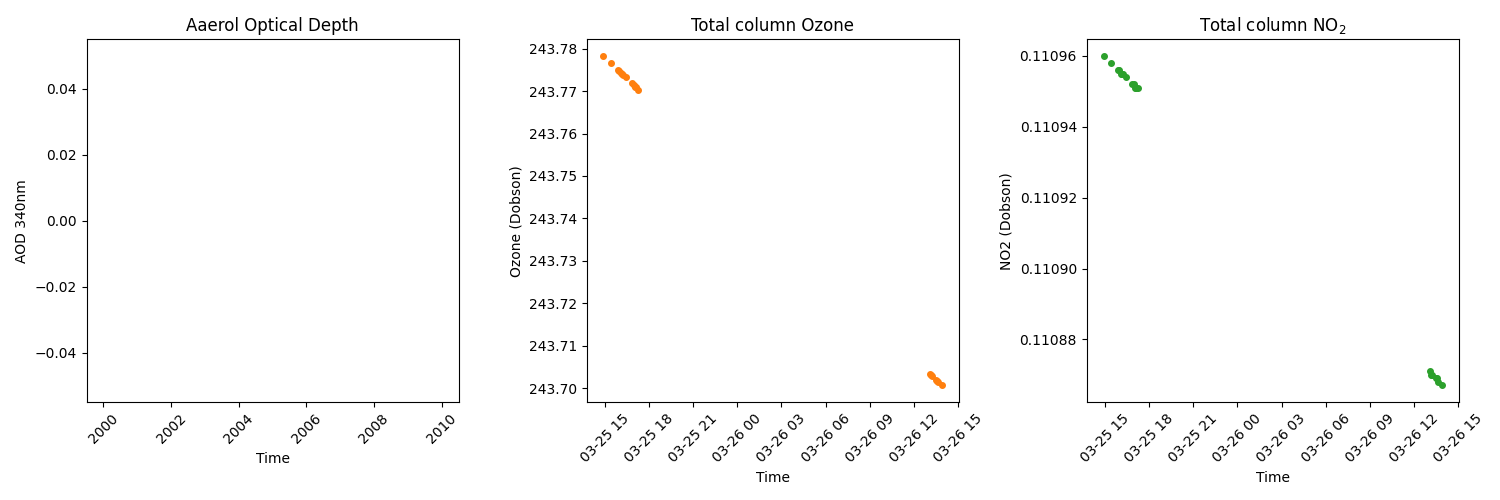 Aaerol Optical Depth
AOD 340nm
0.04
0.02
0.00
−0.02
−0.04
2000 2002 2004 2006 2008 2010
Time
Total column Ozone
Ozone (Dobson)
243.78
243.77
243.76
243.75
243.74
243.73
243.72
243.71
243.70
03-25 15 03-25 18 03-25 21 03-26 00 03-26 03 03-26 06 03-26 09 03-26 12 03-26 15
Time
Total column NO₂
NO2 (Dobson)
0.11096
0.11094
0.11092
0.11090
0.11088
03-25 15 03-25 18 03-25 21 03-26 00 03-26 03 03-26 06 03-26 09 03-26 12 03-26 15
Time